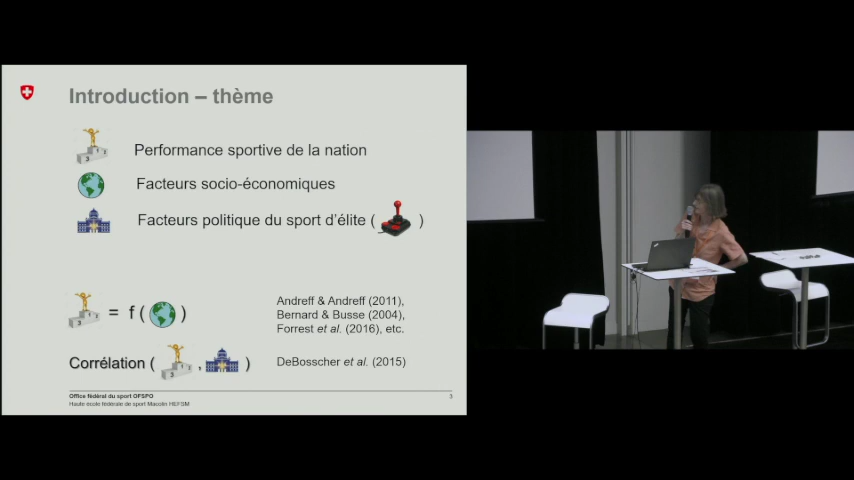 Introduction – thème
Performance sportive de la nation
Facteurs socio-économiques
Facteurs politique du sport d'élite ( )
= f ( )
Andreff & Andreff (2011),
Bernard & Busse (2004),
Forrest et al. (2016), etc.
Corrélation ( , )
DeBosscher et al. (2015)
Office fédéral du sport OFSPO
Haute école fédérale de sport Macolin HEFSM
3